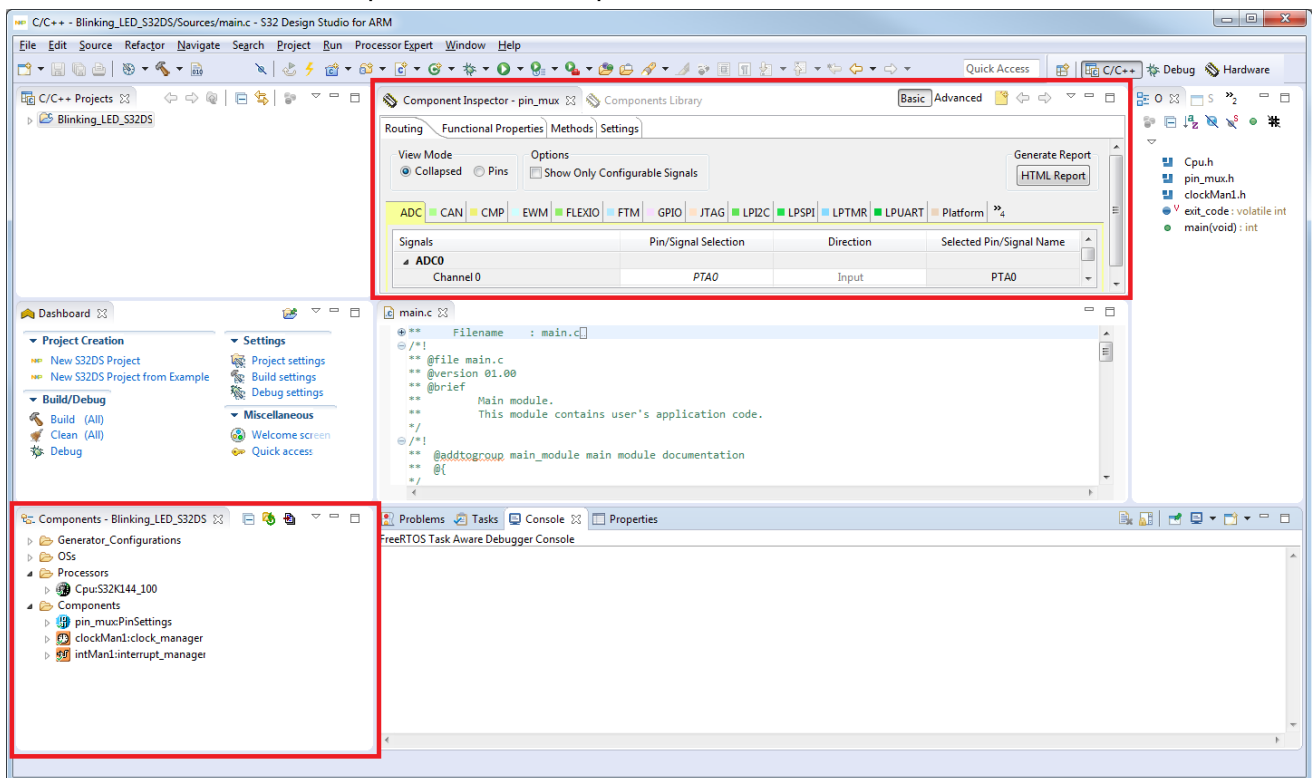 C/C++ - Blinking_LED_S32DS/Sources/main.c - S32 Design Studio for ARM
File Edit Source Refactor Navigate Search Project Run Processor Expert Window Help
Quick Access C/C++ Debug Hardware
C/C++ Projects
Blinking_LED_S32DS
Component Inspector - pin_mux Components Library Basic Advanced
Routing Functional Properties Methods Settings
View Mode Options Generate Report
Collapsed Pins Show Only Configurable Signals HTML Report
ADC CAN CMP EWM FLEXIO FTM GPIO JTAG LPI2C LPSPI LPTMR LPUART Platform »4
Signals Pin/Signal Selection Direction Selected Pin/Signal Name
ADC0
Channel 0 PTA0 Input PTA0
O S »2
Cpu.h
pin_mux.h
clockMan1.h
exit_code : volatile int
main(void) : int
Dashboard
Project Creation
New S32DS Project
New S32DS Project from Example
Build/Debug
Build (All)
Clean (All)
Debug
Settings
Project settings
Build settings
Debug settings
Miscellaneous
Welcome screen
Quick access
main.c
** Filename : main.c
/*!
** @file main.c
** @version 01.00
** @brief
** Main module.
** This module contains user's application code.
*/
/*!
** @addtogroup main_module main module documentation
** @{
*/
Components - Blinking_LED_S32DS
Generator_Configurations
OSs
Processors
Cpu:S32K144_100
Components
pin_mux:PinSettings
clockMan1:clock_manager
intMan1:interrupt_manager
Problems Tasks Console Properties
FreeRTOS Task Aware Debugger Console